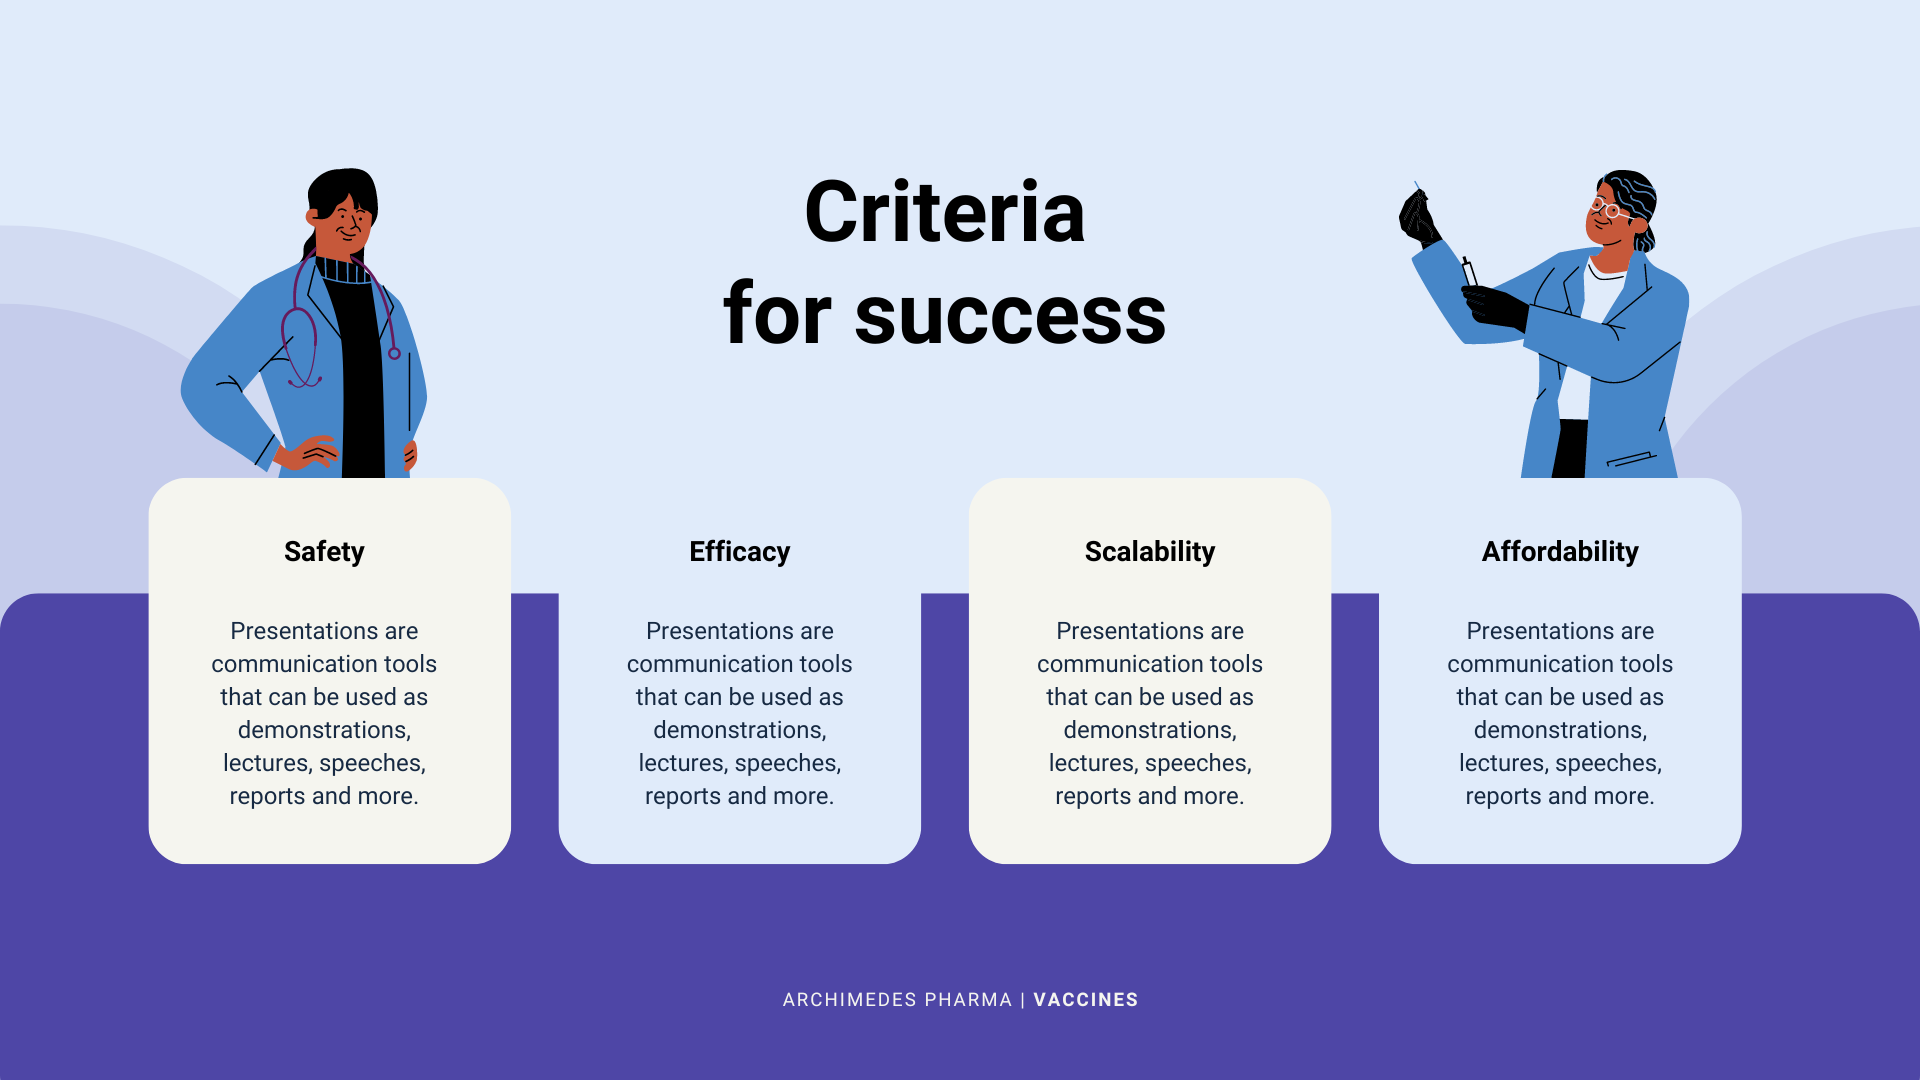 Criteria
for success
Safety
Presentations are
communication tools
that can be used as
demonstrations,
lectures, speeches,
reports and more.
Efficacy
Presentations are
communication tools
that can be used as
demonstrations,
lectures, speeches,
reports and more.
Scalability
Presentations are
communication tools
that can be used as
demonstrations,
lectures, speeches,
reports and more.
Affordability
Presentations are
communication tools
that can be used as
demonstrations,
lectures, speeches,
reports and more.
ARCHIMEDES PHARMA | VACCINES